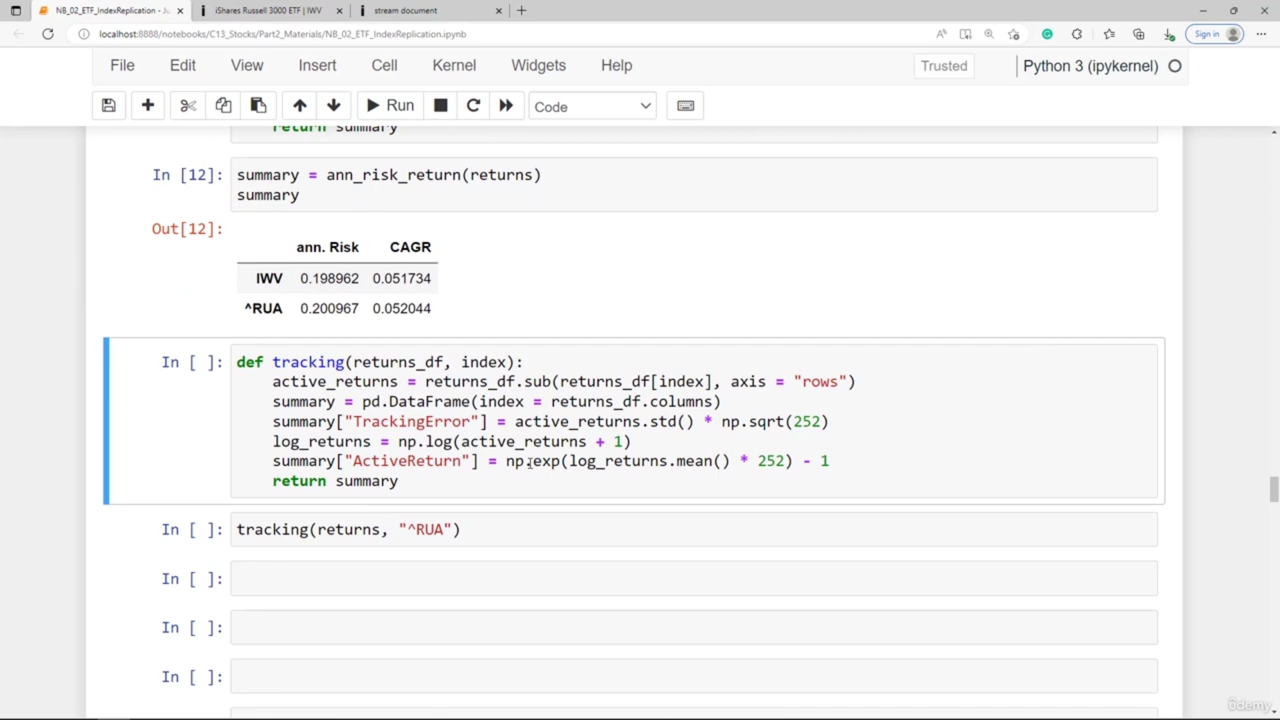 NB_02_ETF_IndexReplication - Ju
iShares Russell 3000 ETF | IWV
stream document
localhost:8888/notebooks/C13_Stocks/Part2_Materials/NB_02_ETF_IndexReplication.ipynb
Sign in
File Edit View Insert Cell Kernel Widgets Help
Trusted
Python 3 (ipykernel)
Run
Code
return summary
In [12]:
summary = ann_risk_return(returns)
summary
Out[12]:
ann. Risk CAGR
IWV 0.198962 0.051734
^RUA 0.200967 0.052044
In [ ]:
def tracking(returns_df, index):
active_returns = returns_df.sub(returns_df[index], axis = "rows")
summary = pd.DataFrame(index = returns_df.columns)
summary["TrackingError"] = active_returns.std() * np.sqrt(252)
log_returns = np.log(active_returns + 1)
summary["ActiveReturn"] = np.exp(log_returns.mean() * 252) - 1
return summary
In [ ]:
tracking(returns, "^RUA")
In [ ]:
In [ ]:
In [ ]:
ûdemy